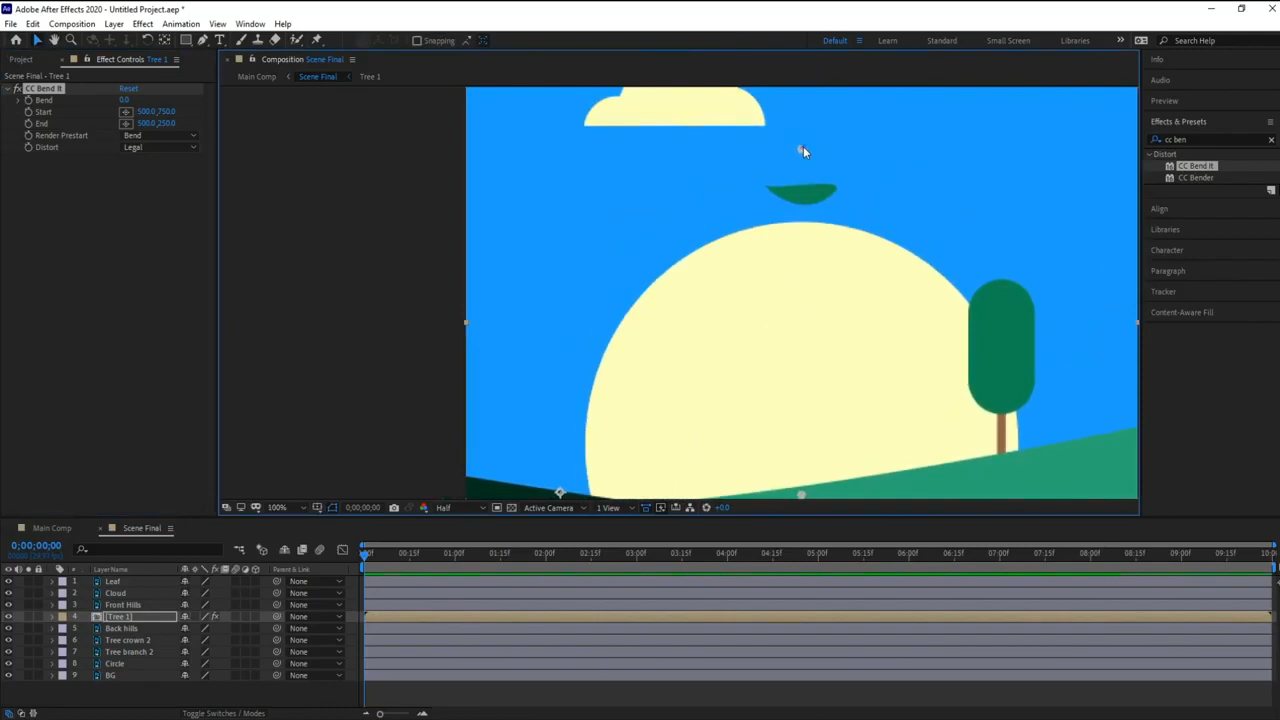 Adobe After Effects 2020 - Untitled Project.aep *
File Edit Composition Layer Effect Animation View Window Help
Snapping Default Learn Standard Small Screen Libraries Search Help
Project Effect Controls Tree 1 Composition Scene Final Info
Scene Final • Tree 1 Main Comp Scene Final Tree 1 Audio
fx CC Bend It Reset
Bend 0.0 Preview
Start 500.0,750.0
End 500.0,250.0 Effects & Presets
Render Prestart Bend cc ben
Distort Legal Distort
CC Bend It
CC Bender
Align
Libraries
Character
Paragraph
Tracker
Content-Aware Fill
100% 0;00;00;00 Half Active Camera 1 View +0.0
Main Comp Scene Final
0;00;00;00
# Layer Name Parent & Link
00:15f 01:00f 01:15f 02:00f 02:15f 03:00f 03:15f 04:00f 04:15f 05:00f 05:15f 06:00f 06:15f 07:00f 07:15f 08:00f 08:15f 09:00f 09:15f
1 Leaf None
2 Cloud None
3 Front Hills None
4 [Tree 1] fx None
5 Back hills None
6 Tree crown 2 None
7 Tree branch 2 None
8 Circle None
9 BG None
Toggle Switches / Modes